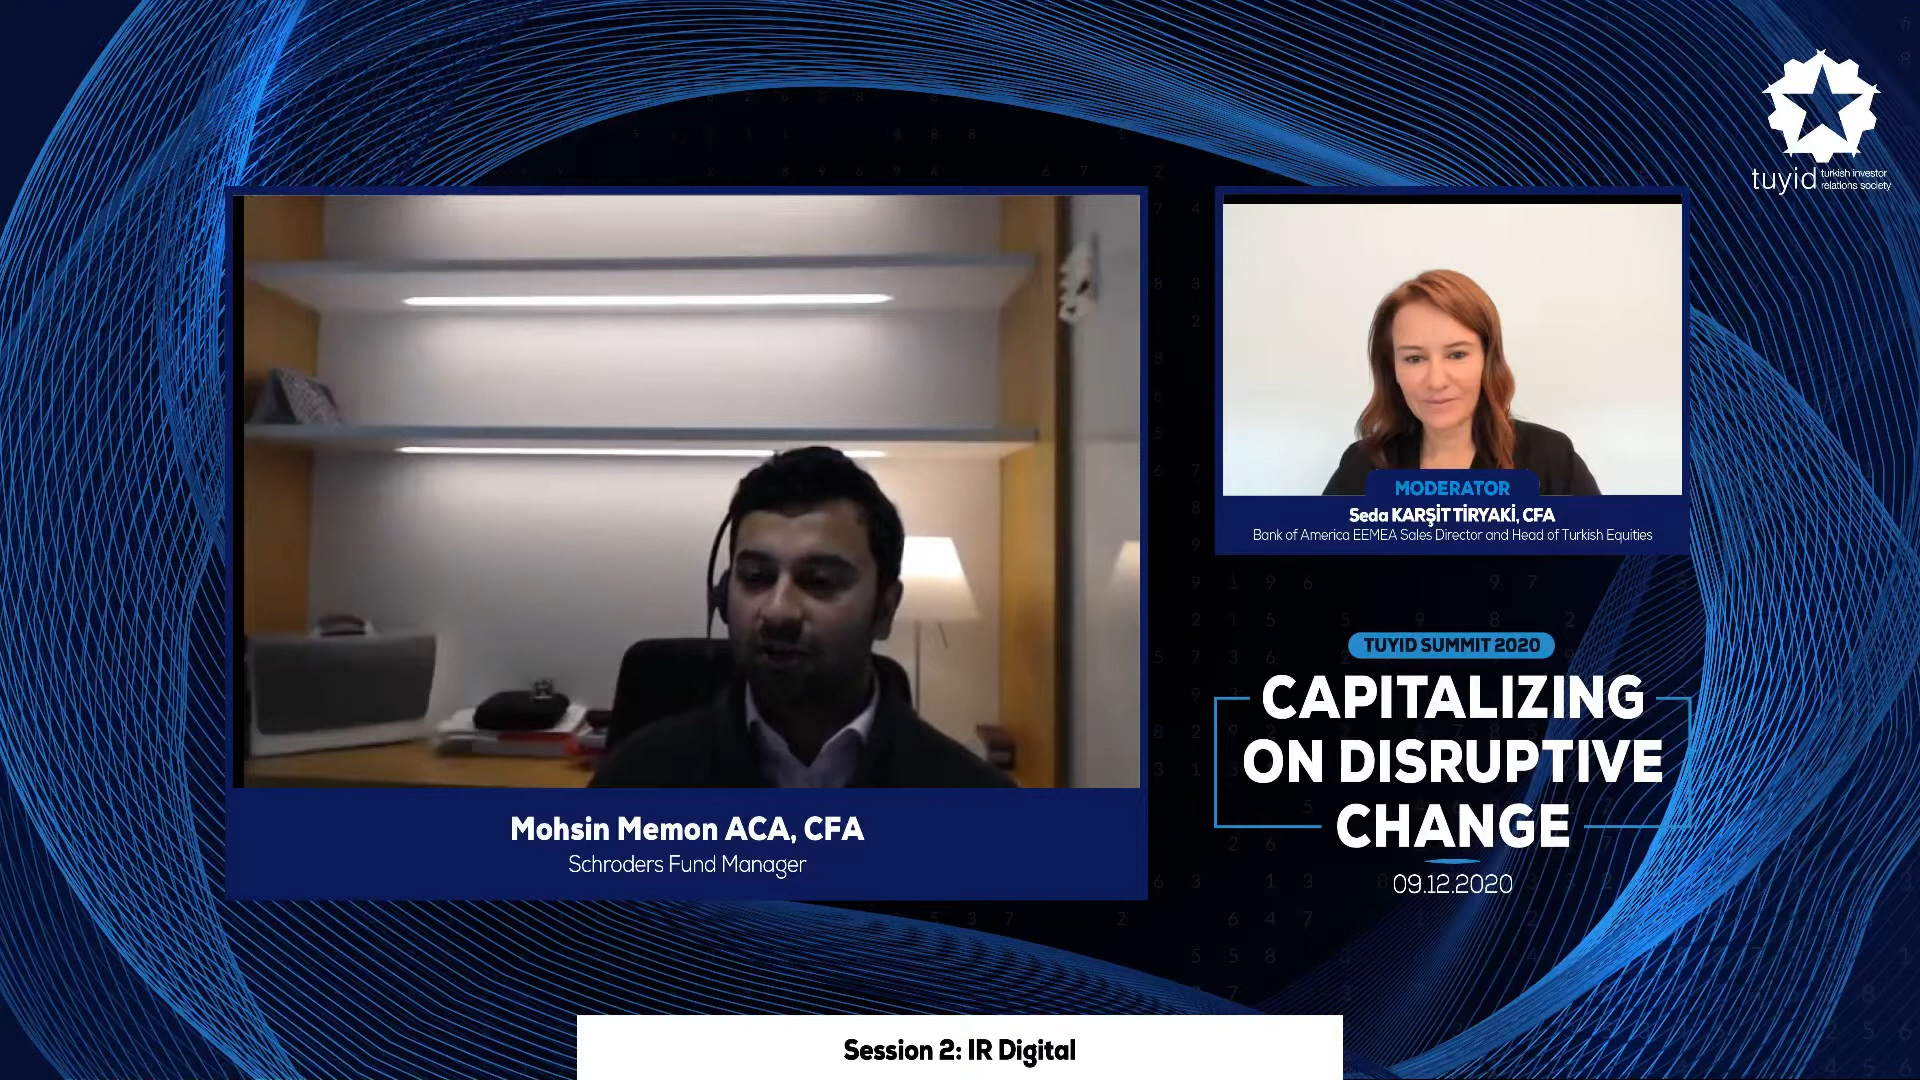 tuyid turkish investor
relations society
MODERATOR
Seda KARŞİT TİRYAKİ, CFA
Bank of America EEMEA Sales Director and Head of Turkish Equities
TUYID SUMMIT 2020
CAPITALIZING
ON DISRUPTIVE
CHANGE
09.12.2020
Mohsin Memon ACA, CFA
Schroders Fund Manager
Session 2: IR Digital